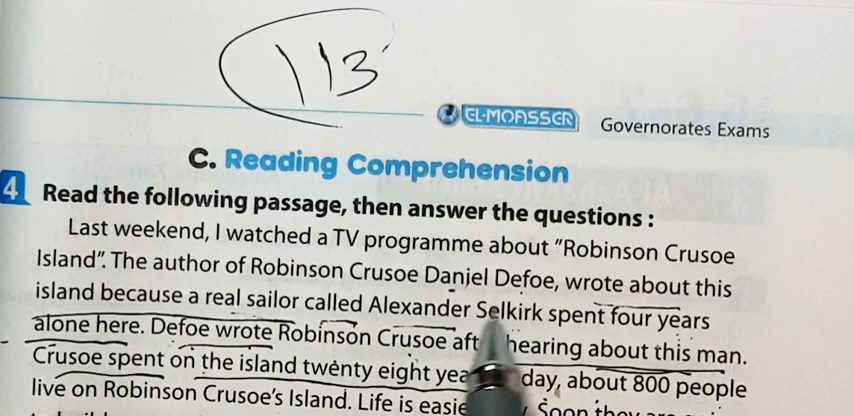 113
EL-MOASSER
Governorates Exams
C. Reading Comprehension
4 Read the following passage, then answer the questions :
Last weekend, I watched a TV programme about "Robinson Crusoe
Island". The author of Robinson Crusoe Daniel Defoe, wrote about this
island because a real sailor called Alexander Selkirk spent four years
alone here. Defoe wrote Robinson Crusoe hearing about this man.
Crusoe spent on the island twenty eight day, about 800 people
live on Robinson Crusoe's Island. Life is Soon they